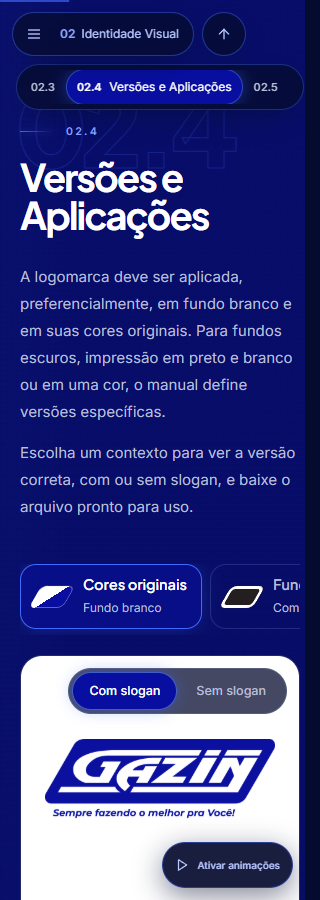 02 Identidade Visual
02.3 02.4 Versões e Aplicações 02.5
02.4
02.4
Versões e
Aplicações
A logomarca deve ser aplicada,
preferencialmente, em fundo branco e
em suas cores originais. Para fundos
escuros, impressão em preto e branco
ou em uma cor, o manual define
versões específicas.
Escolha um contexto para ver a versão
correta, com ou sem slogan, e baixe o
arquivo pronto para uso.
Cores originais
Fundo branco
Com slogan Sem slogan
GAZIN
Sempre fazendo o melhor pra Você!
Ativar animações